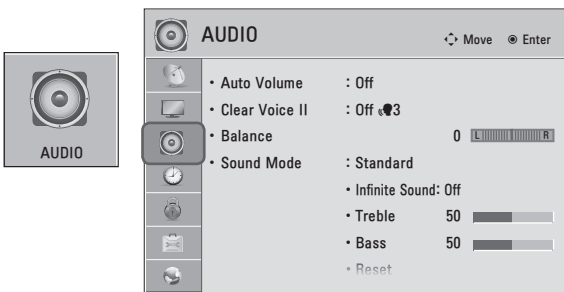 AUDIO
AUDIO Move Enter
• Auto Volume : Off
• Clear Voice II : Off 3
• Balance 0 L R
• Sound Mode : Standard
• Infinite Sound: Off
• Treble 50
• Bass 50
• Reset